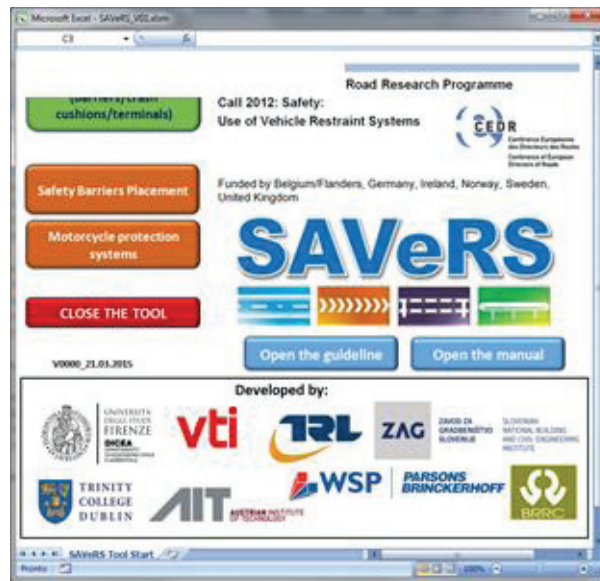 Microsoft Excel - SAVeRS_V01.xlsm
C3
Road Research Programme
(barriers/crash
cushions/terminals)
Call 2012: Safety:
Use of Vehicle Restraint Systems
CEDR
Conférence Européenne
des Directeurs des Routes
Conference of European
Directors of Roads
Safety Barriers Placement
Funded by Belgium/Flanders, Germany, Ireland, Norway, Sweden,
United Kingdom
Motorcycle protection
systems
SAVeRS
CLOSE THE TOOL
Open the guideline
Open the manual
V0000_21.03.2015
Developed by:
UNIVERSITÀ
DEGLI STUDI
FIRENZE
DICEA
vti
TRL
ZAG
ZAVOD ZA
GRADBENIŠTVO
SLOVENIJE
SLOVENIAN
NATIONAL BUILDING
AND CIVIL ENGINEERING
INSTITUTE
TRINITY
COLLEGE
DUBLIN
AIT
AUSTRIAN INSTITUTE
OF TECHNOLOGY
WSP
PARSONS
BRINCKERHOFF
BRRC
SAVeRS Tool Start
Pronto
100%